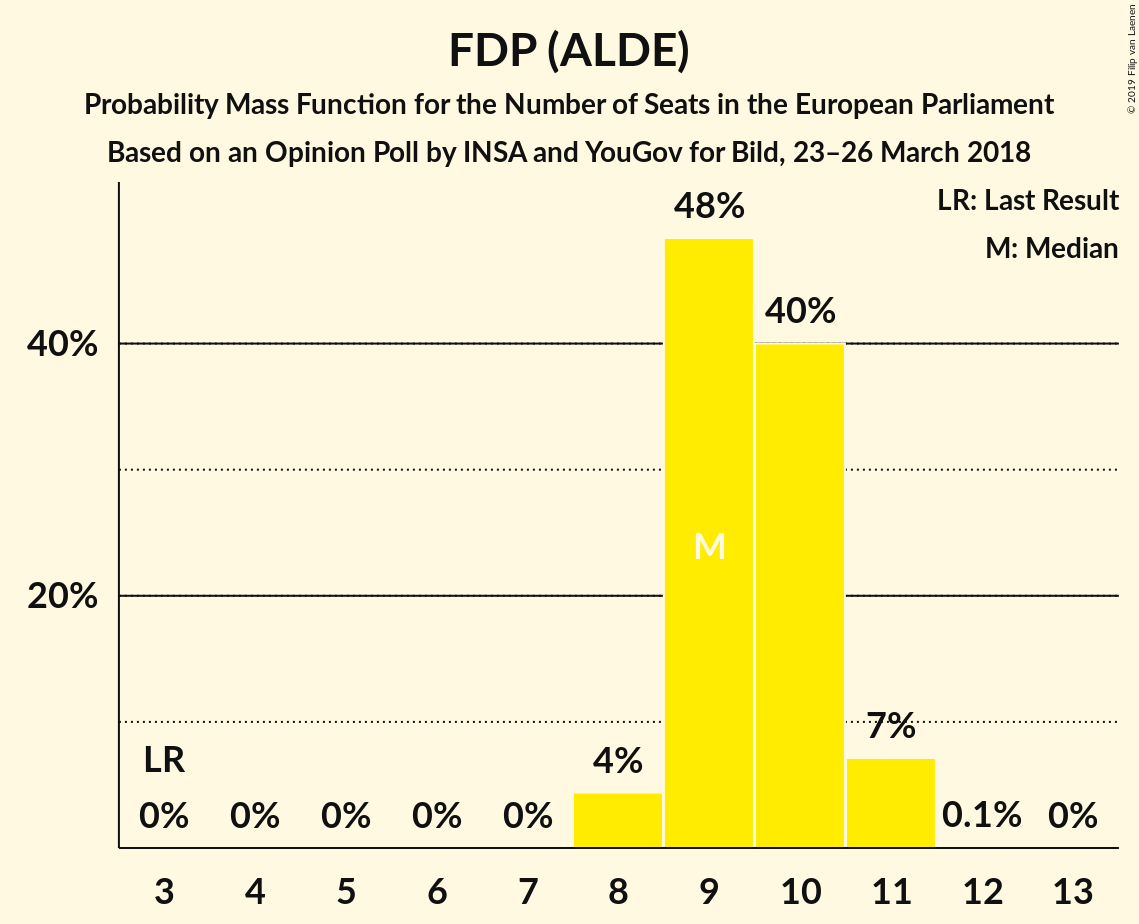 FDP (ALDE)
Probability Mass Function for the Number of Seats in the European Parliament
Based on an Opinion Poll by INSA and YouGov for Bild, 23–26 March 2018
© 2019 Filip van Laenen
LR: Last Result
M: Median
48%
40%
40%
M
20%
7%
LR
4%
0% 0% 0% 0% 0% 0.1% 0%
3 4 5 6 7 8 9 10 11 12 13